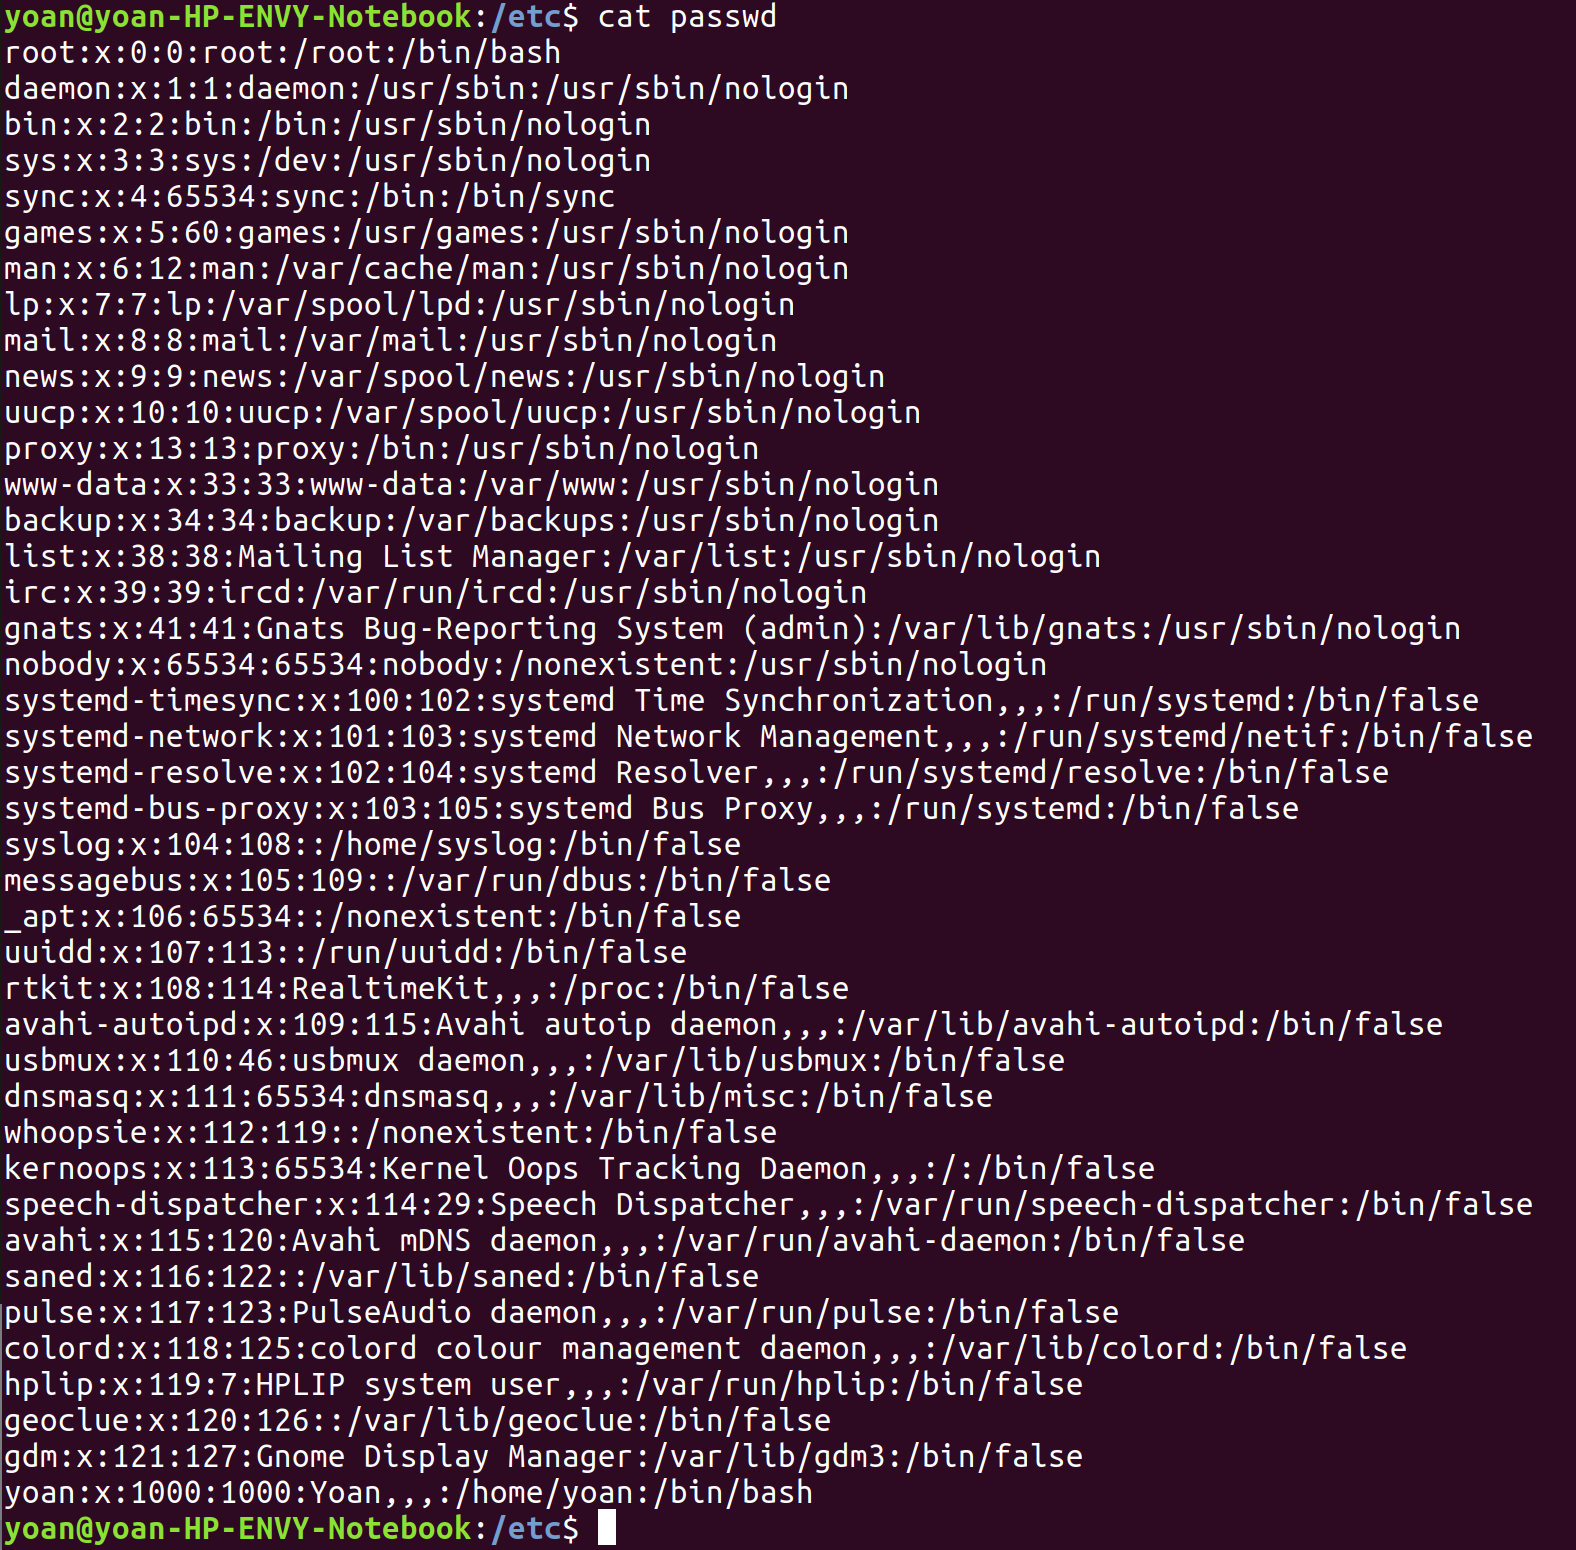 yoan@yoan-HP-ENVY-Notebook:/etc$ cat passwd
root:x:0:0:root:/root:/bin/bash
daemon:x:1:1:daemon:/usr/sbin:/usr/sbin/nologin
bin:x:2:2:bin:/bin:/usr/sbin/nologin
sys:x:3:3:sys:/dev:/usr/sbin/nologin
sync:x:4:65534:sync:/bin:/bin/sync
games:x:5:60:games:/usr/games:/usr/sbin/nologin
man:x:6:12:man:/var/cache/man:/usr/sbin/nologin
lp:x:7:7:lp:/var/spool/lpd:/usr/sbin/nologin
mail:x:8:8:mail:/var/mail:/usr/sbin/nologin
news:x:9:9:news:/var/spool/news:/usr/sbin/nologin
uucp:x:10:10:uucp:/var/spool/uucp:/usr/sbin/nologin
proxy:x:13:13:proxy:/bin:/usr/sbin/nologin
www-data:x:33:33:www-data:/var/www:/usr/sbin/nologin
backup:x:34:34:backup:/var/backups:/usr/sbin/nologin
list:x:38:38:Mailing List Manager:/var/list:/usr/sbin/nologin
irc:x:39:39:ircd:/var/run/ircd:/usr/sbin/nologin
gnats:x:41:41:Gnats Bug-Reporting System (admin):/var/lib/gnats:/usr/sbin/nologin
nobody:x:65534:65534:nobody:/nonexistent:/usr/sbin/nologin
systemd-timesync:x:100:102:systemd Time Synchronization,,,:/run/systemd:/bin/false
systemd-network:x:101:103:systemd Network Management,,,:/run/systemd/netif:/bin/false
systemd-resolve:x:102:104:systemd Resolver,,,:/run/systemd/resolve:/bin/false
systemd-bus-proxy:x:103:105:systemd Bus Proxy,,,:/run/systemd:/bin/false
syslog:x:104:108::/home/syslog:/bin/false
messagebus:x:105:109::/var/run/dbus:/bin/false
_apt:x:106:65534::/nonexistent:/bin/false
uuidd:x:107:113::/run/uuidd:/bin/false
rtkit:x:108:114:RealtimeKit,,,:/proc:/bin/false
avahi-autoipd:x:109:115:Avahi autoip daemon,,,:/var/lib/avahi-autoipd:/bin/false
usbmux:x:110:46:usbmux daemon,,,:/var/lib/usbmux:/bin/false
dnsmasq:x:111:65534:dnsmasq,,,:/var/lib/misc:/bin/false
whoopsie:x:112:119::/nonexistent:/bin/false
kernoops:x:113:65534:Kernel Oops Tracking Daemon,,,:/:/bin/false
speech-dispatcher:x:114:29:Speech Dispatcher,,,:/var/run/speech-dispatcher:/bin/false
avahi:x:115:120:Avahi mDNS daemon,,,:/var/run/avahi-daemon:/bin/false
saned:x:116:122::/var/lib/saned:/bin/false
pulse:x:117:123:PulseAudio daemon,,,:/var/run/pulse:/bin/false
colord:x:118:125:colord colour management daemon,,,:/var/lib/colord:/bin/false
hplip:x:119:7:HPLIP system user,,,:/var/run/hplip:/bin/false
geoclue:x:120:126::/var/lib/geoclue:/bin/false
gdm:x:121:127:Gnome Display Manager:/var/lib/gdm3:/bin/false
yoan:x:1000:1000:Yoan,,,:/home/yoan:/bin/bash
yoan@yoan-HP-ENVY-Notebook:/etc$